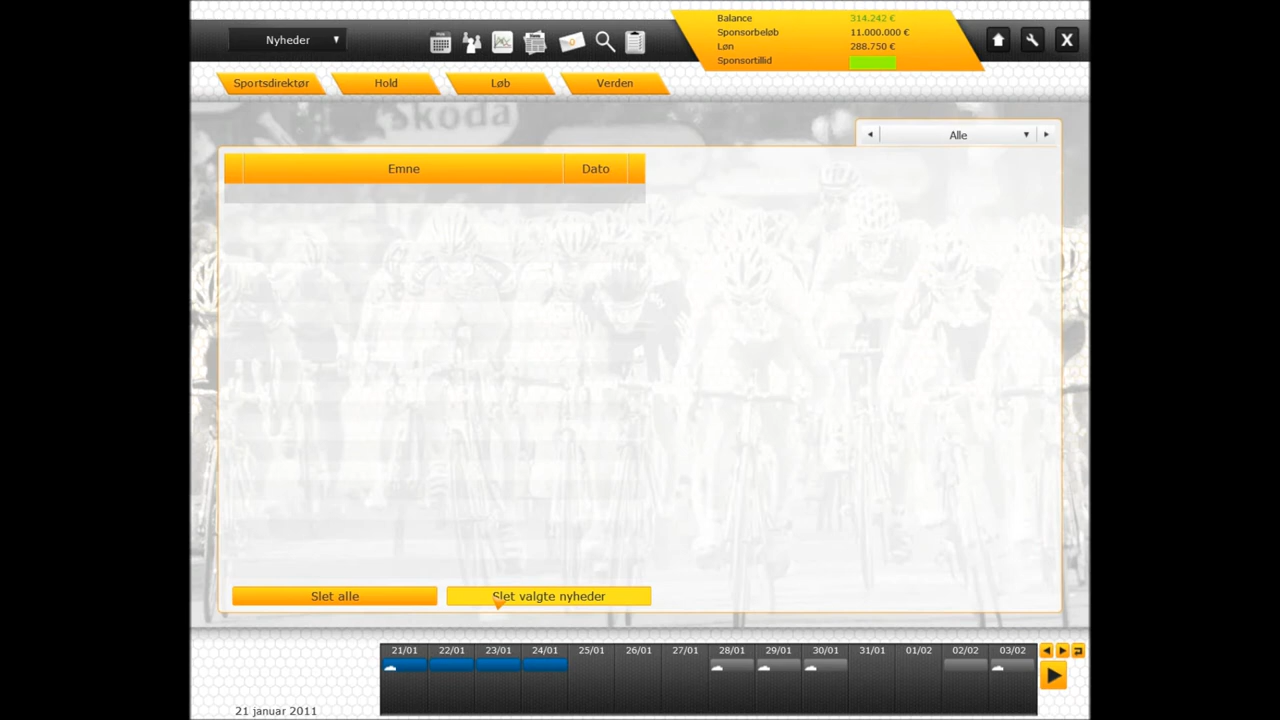 Nyheder
Balance 314.242 €
Sponsorbeløb 11.000.000 €
Løn 288.750 €
Sponsortillid
X
Sportsdirektør Hold Løb Verden
Skoda
Alle
Emne Dato
Slet alle Slet valgte nyheder
21/01 22/01 23/01 24/01 25/01 26/01 27/01 28/01 29/01 30/01 31/01 01/02 02/02 03/02
21 januar 2011